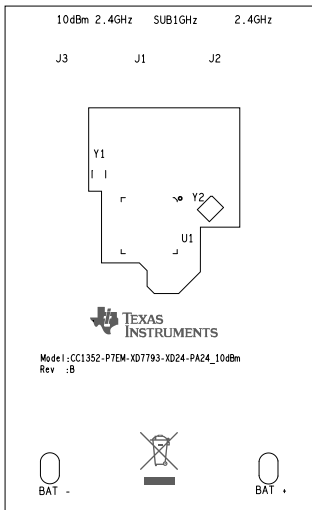 10dBm 2.4GHz SUB1GHz 2.4GHz
J3 J1 J2
Y1
Y2
U1
TEXAS
INSTRUMENTS
Model:CC1352-P7EM-XD7793-XD24-PA24_10dBm
Rev :B
BAT - BAT +